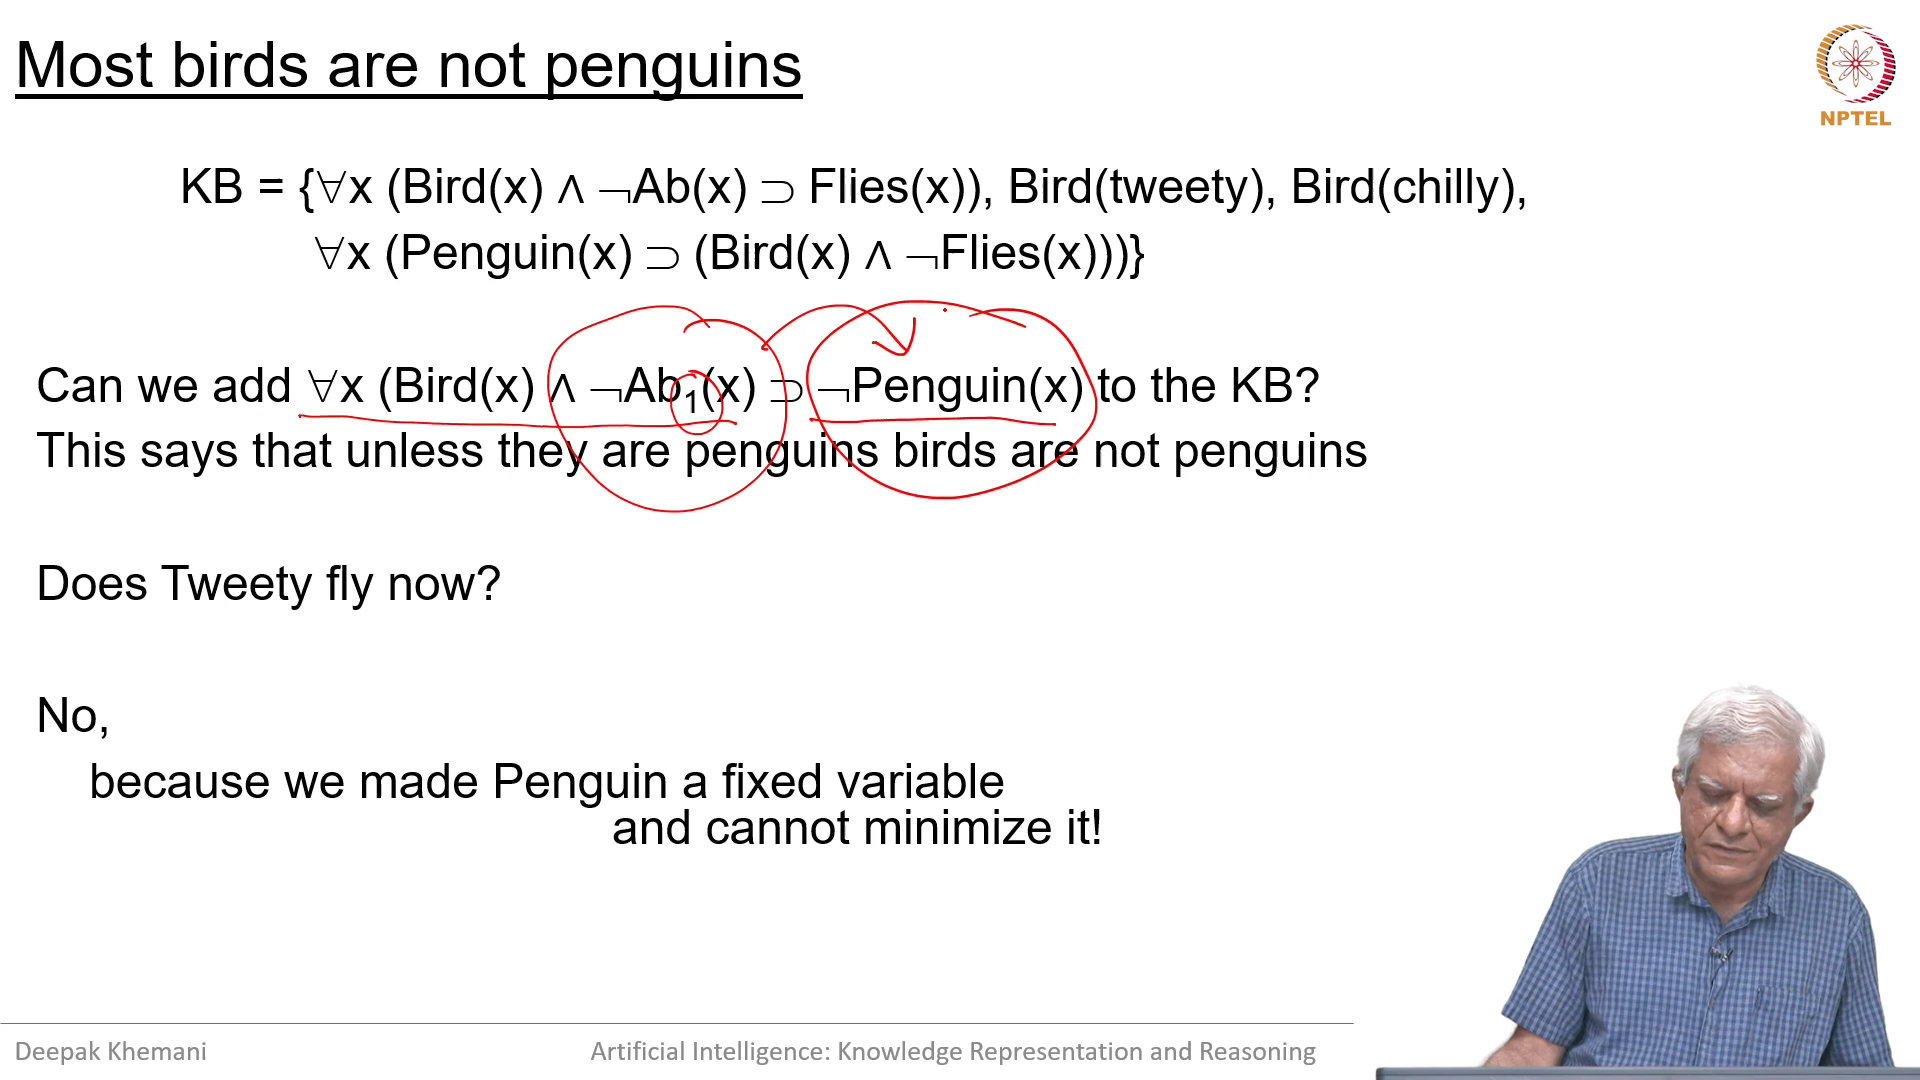 Most birds are not penguins
NPTEL
KB = {∀x (Bird(x) ∧ ¬Ab(x) ⊃ Flies(x)), Bird(tweety), Bird(chilly),
∀x (Penguin(x) ⊃ (Bird(x) ∧ ¬Flies(x)))}
Can we add ∀x (Bird(x) ∧ ¬Ab₁(x) ⊃ ¬Penguin(x) to the KB?
This says that unless they are penguins birds are not penguins
Does Tweety fly now?
No,
because we made Penguin a fixed variable
and cannot minimize it!
Deepak Khemani
Artificial Intelligence: Knowledge Representation and Reasoning